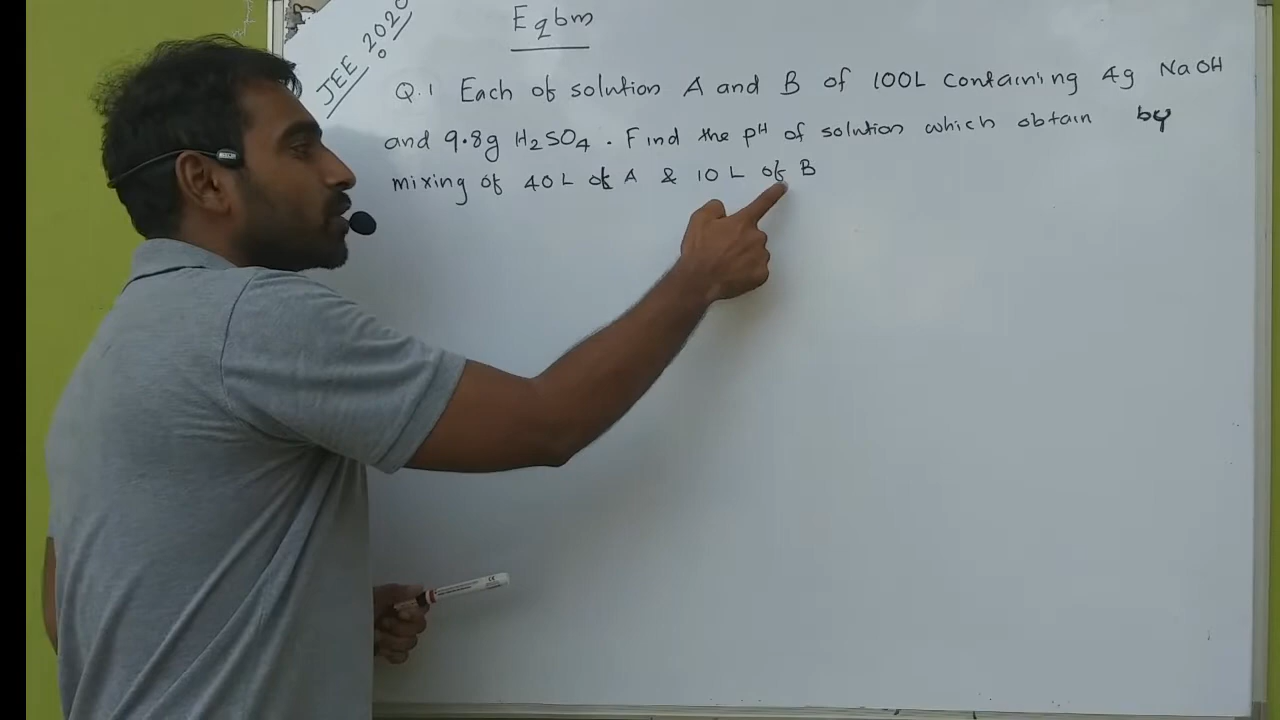 JEE 2020
Eqbm
Q.1 Each of solution A and B of 100L containing 4g NaOH
and 9.8g H₂SO₄. Find the pH of solution which obtain by
mixing of 40L of A & 10 L of B